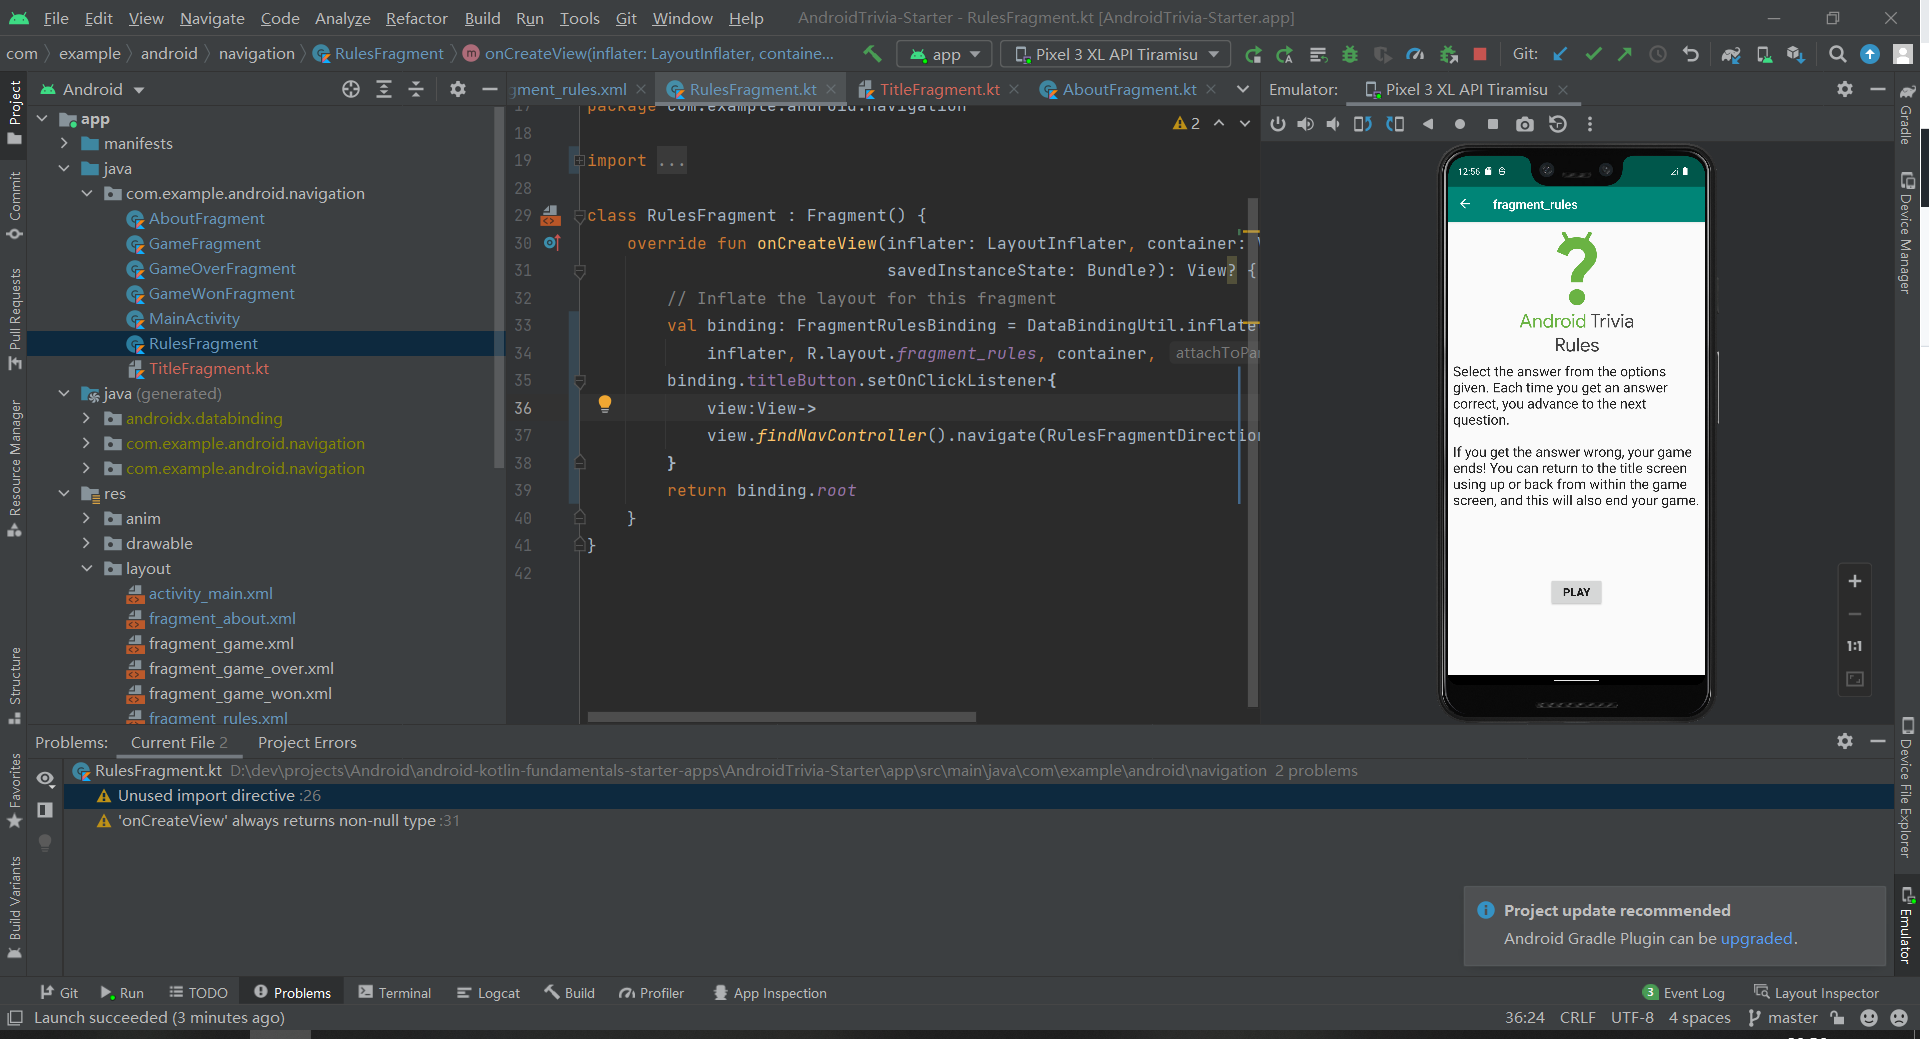 File Edit View Navigate Code Analyze Refactor Build Run Tools Git Window Help AndroidTrivia-Starter - RulesFragment.kt [AndroidTrivia-Starter.app]
com example android navigation RulesFragment onCreateView(inflater: LayoutInflater, containe... app Pixel 3 XL API Tiramisu Git:
Android
gment_rules.xml RulesFragment.kt TitleFragment.kt AboutFragment.kt
Emulator: Pixel 3 XL API Tiramisu
Project
Commit
Pull Requests
Resource Manager
Structure
Favorites
Build Variants
app
manifests
java
com.example.android.navigation
AboutFragment
GameFragment
GameOverFragment
GameWonFragment
MainActivity
RulesFragment
TitleFragment.kt
java (generated)
androidx.databinding
com.example.android.navigation
com.example.android.navigation
res
anim
drawable
layout
activity_main.xml
fragment_about.xml
fragment_game.xml
fragment_game_over.xml
fragment_game_won.xml
fragment_rules.xml
2
17 package com.example.android.navigation
18
19 import ...
28
29 class RulesFragment : Fragment() {
30 override fun onCreateView(inflater: LayoutInflater, container: V
31 savedInstanceState: Bundle?): View? {
32 // Inflate the layout for this fragment
33 val binding: FragmentRulesBinding = DataBindingUtil.inflate
34 inflater, R.layout.fragment_rules, container, attachToPar
35 binding.titleButton.setOnClickListener{
36 view:View->
37 view.findNavController().navigate(RulesFragmentDirection
38 }
39 return binding.root
40 }
41 }
42
12:56
fragment_rules
Android Trivia
Rules
Select the answer from the options
given. Each time you get an answer
correct, you advance to the next
question.
If you get the answer wrong, your game
ends! You can return to the title screen
using up or back from within the game
screen, and this will also end your game.
PLAY
1:1
Gradle
Device Manager
Device File Explorer
Emulator
Problems: Current File 2 Project Errors
RulesFragment.kt D:\dev\projects\Android\android-kotlin-fundamentals-starter-apps\AndroidTrivia-Starter\app\src\main\java\com\example\android\navigation 2 problems
Unused import directive :26
'onCreateView' always returns non-null type :31
Project update recommended
Android Gradle Plugin can be upgraded.
Git Run TODO Problems Terminal Logcat Build Profiler App Inspection 3 Event Log Layout Inspector
Launch succeeded (3 minutes ago) 36:24 CRLF UTF-8 4 spaces master